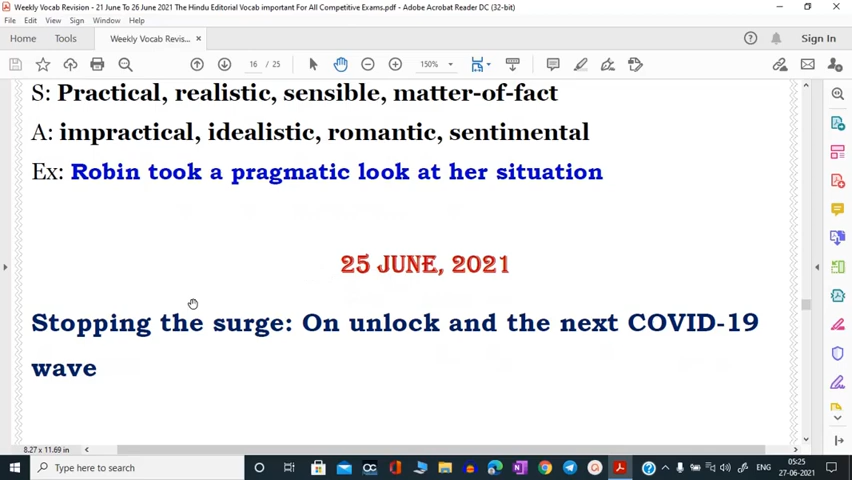 Weekly Vocab Revision - 21 June To 26 June 2021 The Hindu Editorial Vocab important For All Competitive Exams.pdf - Adobe Acrobat Reader DC (32-bit)
File Edit View Sign Window Help
Home Tools Weekly Vocab Revis... × Sign In
16 / 25 150%
S: Practical, realistic, sensible, matter-of-fact
A: impractical, idealistic, romantic, sentimental
Ex: Robin took a pragmatic look at her situation
25 JUNE, 2021
Stopping the surge: On unlock and the next COVID-19
wave
8.27 x 11.69 in
Type here to search
ENG
05:25
27-06-2021